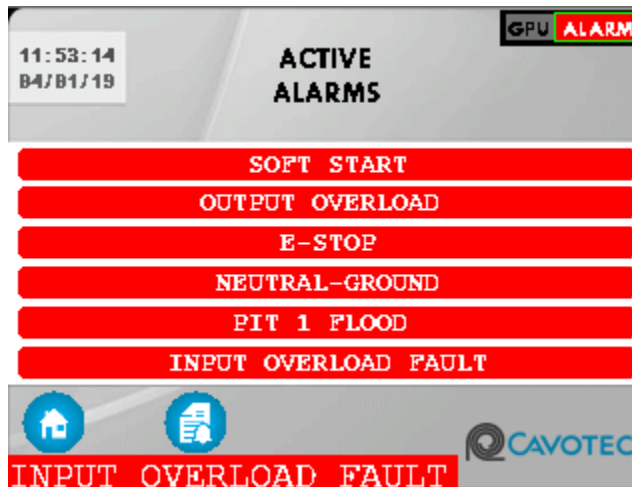 GPU ALARM
11:53:14
04/01/19
ACTIVE
ALARMS
SOFT START
OUTPUT OVERLOAD
E-STOP
NEUTRAL-GROUND
PIT 1 FLOOD
INPUT OVERLOAD FAULT
CAVOTEC
INPUT OVERLOAD FAULT